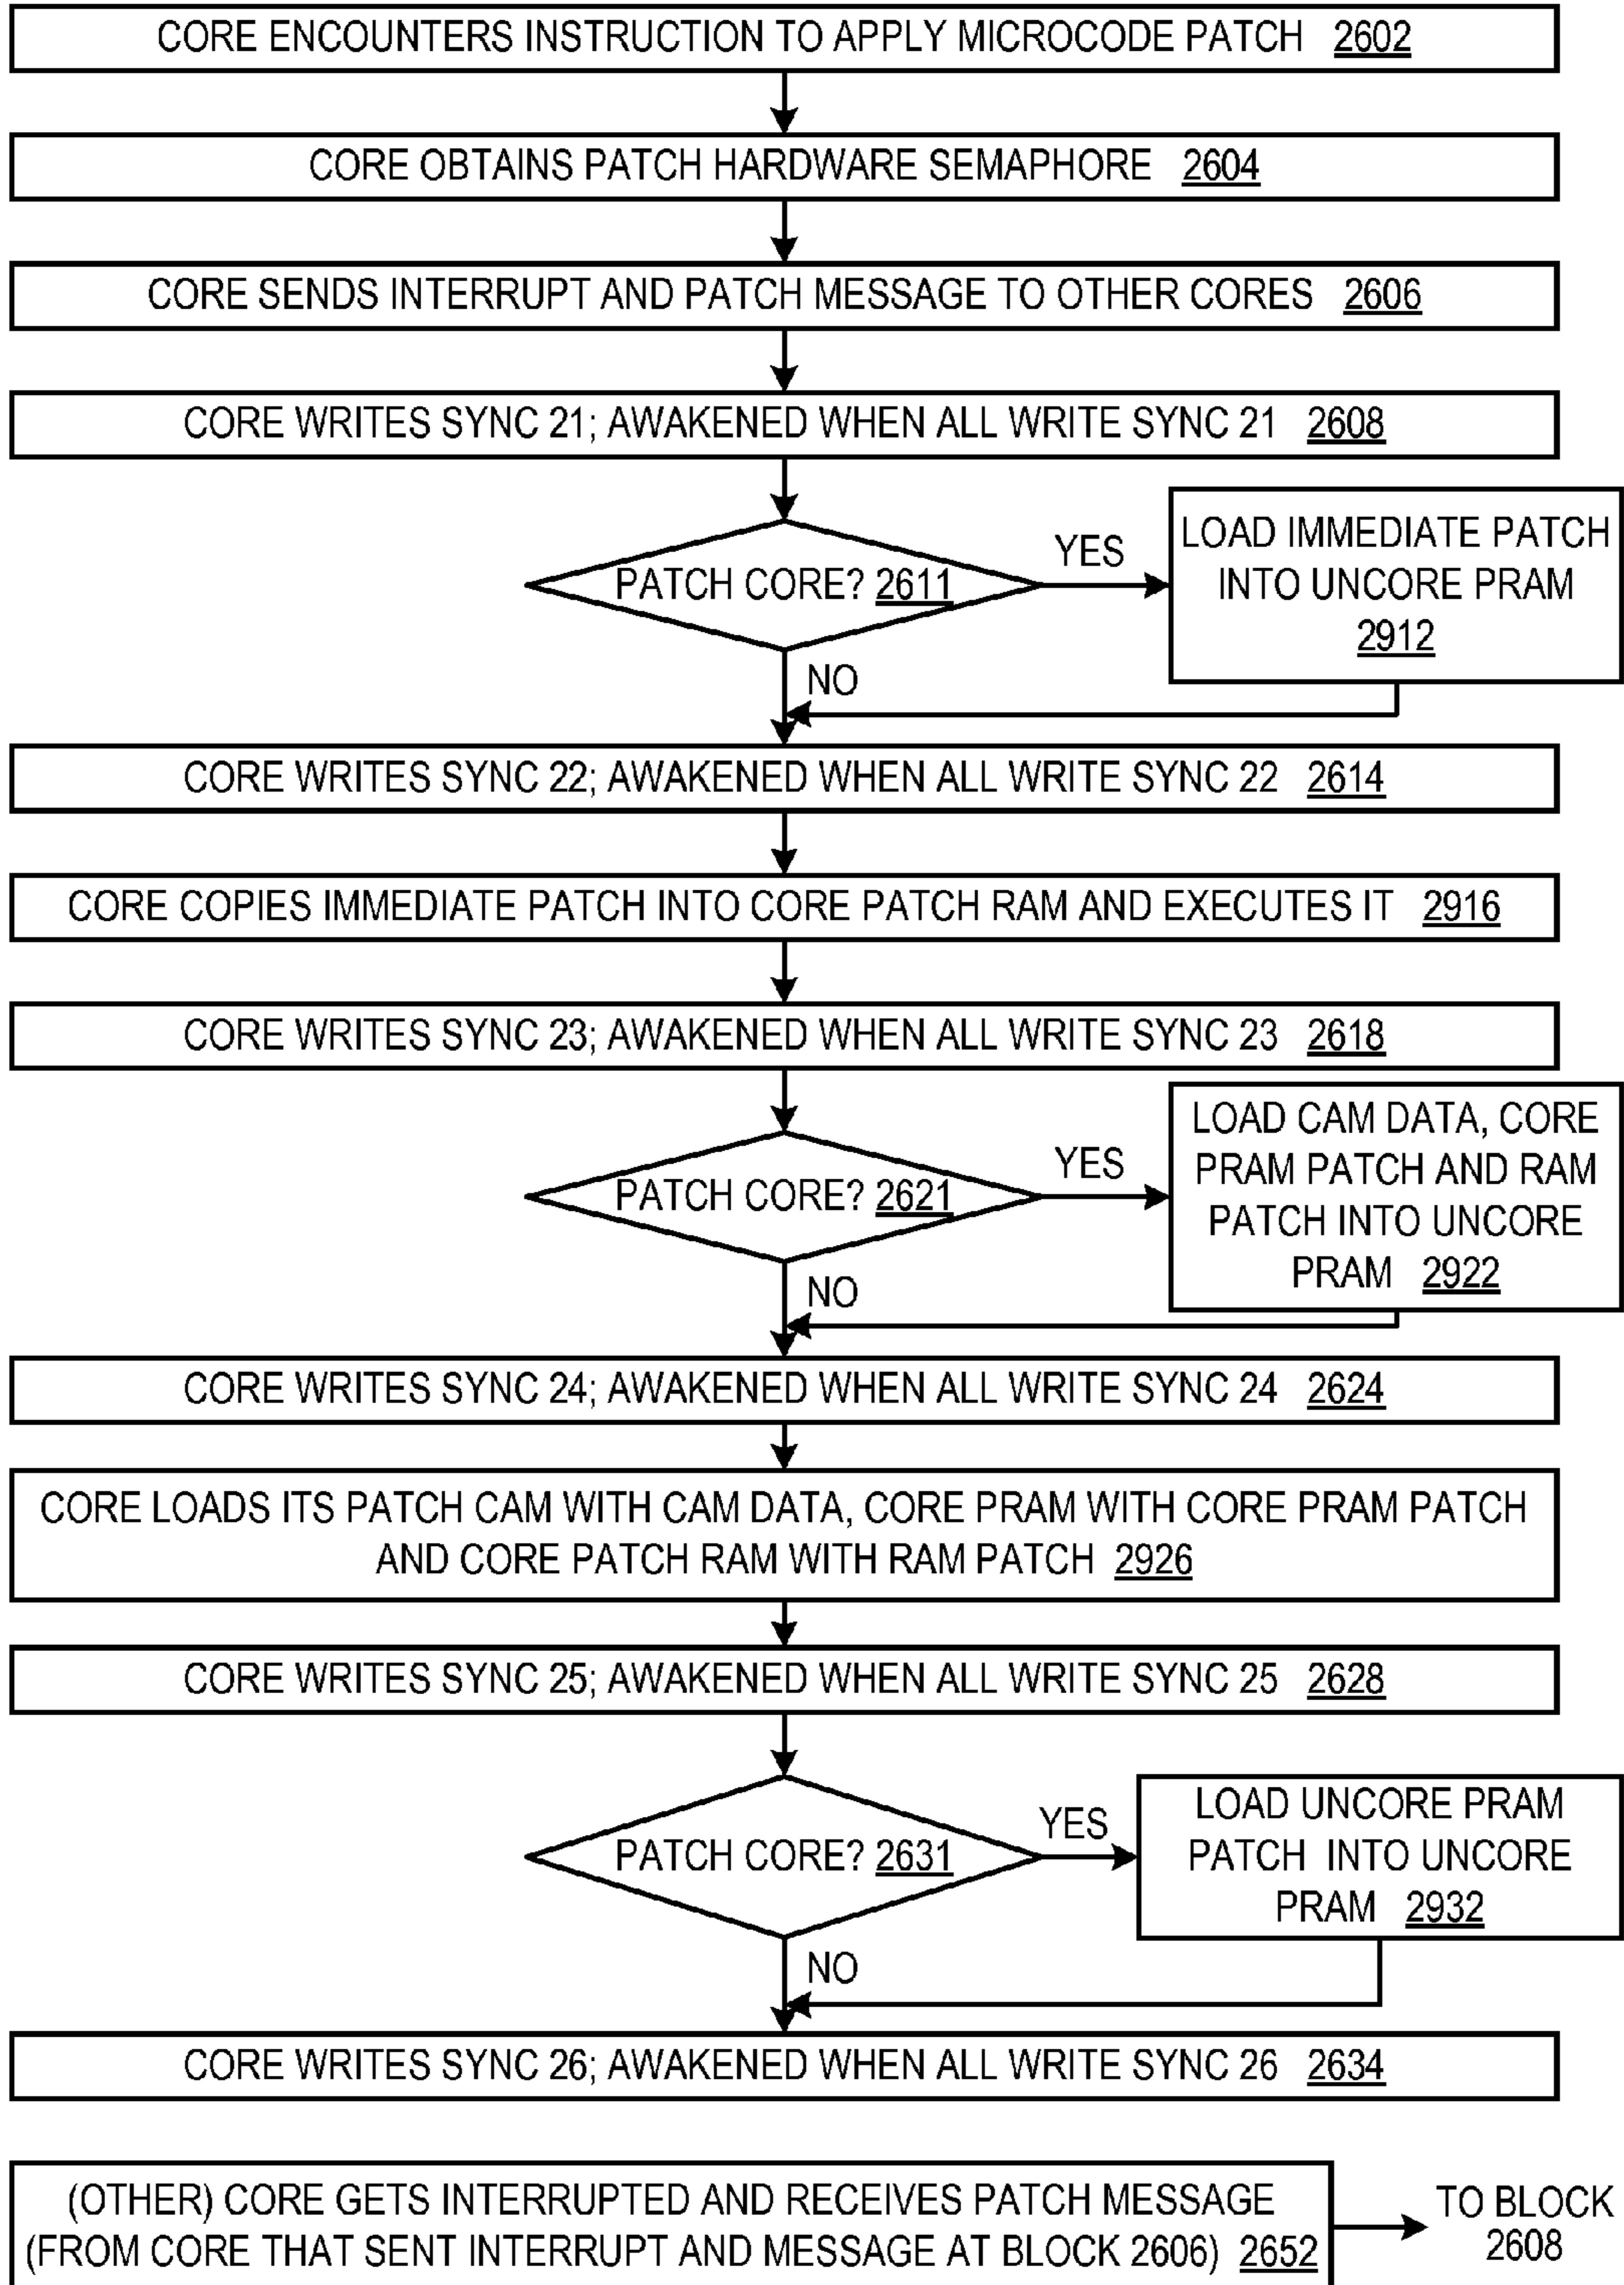 CORE ENCOUNTERS INSTRUCTION TO APPLY MICROCODE PATCH 2602
CORE OBTAINS PATCH HARDWARE SEMAPHORE 2604
CORE SENDS INTERRUPT AND PATCH MESSAGE TO OTHER CORES 2606
CORE WRITES SYNC 21; AWAKENED WHEN ALL WRITE SYNC 21 2608
PATCH CORE? 2611
YES
LOAD IMMEDIATE PATCH
INTO UNCORE PRAM
2912
NO
CORE WRITES SYNC 22; AWAKENED WHEN ALL WRITE SYNC 22 2614
CORE COPIES IMMEDIATE PATCH INTO CORE PATCH RAM AND EXECUTES IT 2916
CORE WRITES SYNC 23; AWAKENED WHEN ALL WRITE SYNC 23 2618
PATCH CORE? 2621
YES
LOAD CAM DATA, CORE
PRAM PATCH AND RAM
PATCH INTO UNCORE
PRAM 2922
NO
CORE WRITES SYNC 24; AWAKENED WHEN ALL WRITE SYNC 24 2624
CORE LOADS ITS PATCH CAM WITH CAM DATA, CORE PRAM WITH CORE PRAM PATCH
AND CORE PATCH RAM WITH RAM PATCH 2926
CORE WRITES SYNC 25; AWAKENED WHEN ALL WRITE SYNC 25 2628
PATCH CORE? 2631
YES
LOAD UNCORE PRAM
PATCH INTO UNCORE
PRAM 2932
NO
CORE WRITES SYNC 26; AWAKENED WHEN ALL WRITE SYNC 26 2634
(OTHER) CORE GETS INTERRUPTED AND RECEIVES PATCH MESSAGE
(FROM CORE THAT SENT INTERRUPT AND MESSAGE AT BLOCK 2606) 2652
TO BLOCK
2608